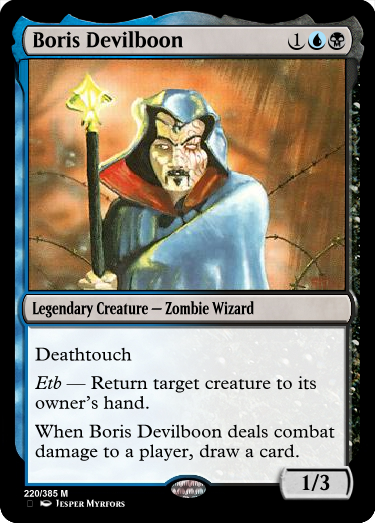 Boris Devilboon 1
Legendary Creature — Zombie Wizard
Deathtouch
Etb — Return target creature to its
owner's hand.
When Boris Devilboon deals combat
damage to a player, draw a card.
1/3
220/385 M
Jesper Myrfors